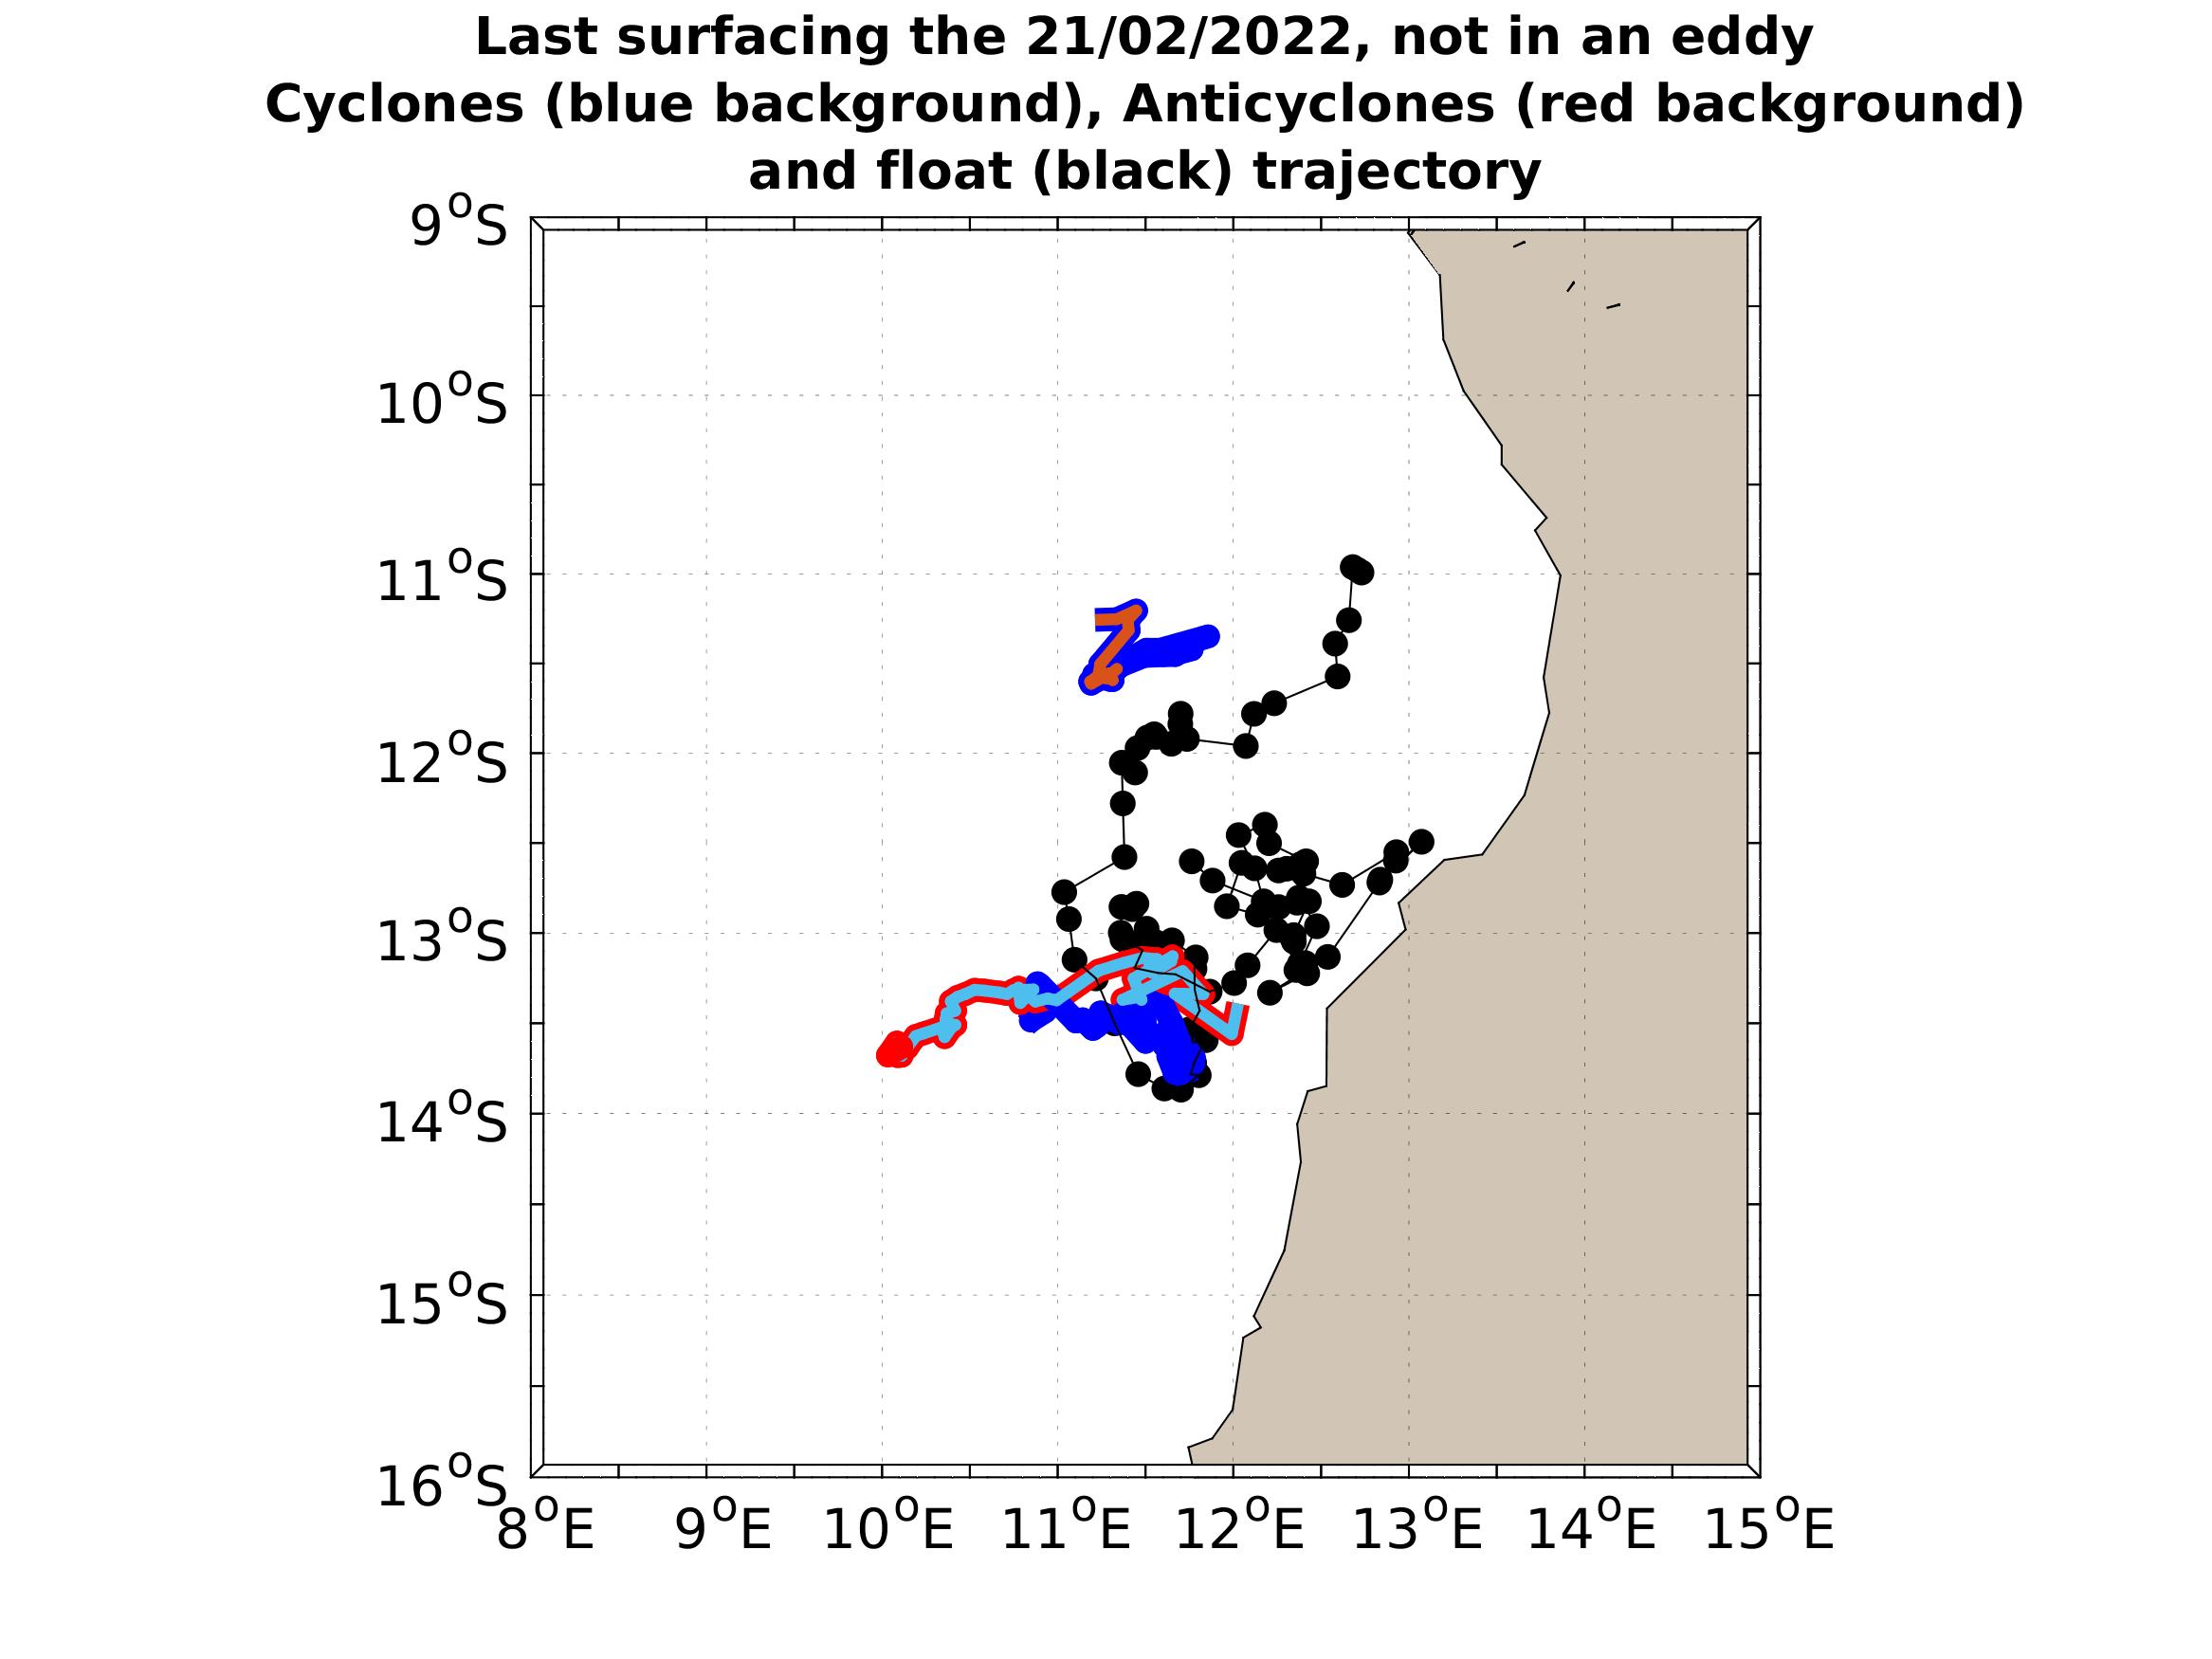 Last surfacing the 21/02/2022, not in an eddy
Cyclones (blue background), Anticyclones (red background)
and float (black) trajectory
9°S
10°S
11°S
12°S
13°S
14°S
15°S
16°S
8°E 9°E 10°E 11°E 12°E 13°E 14°E 15°E